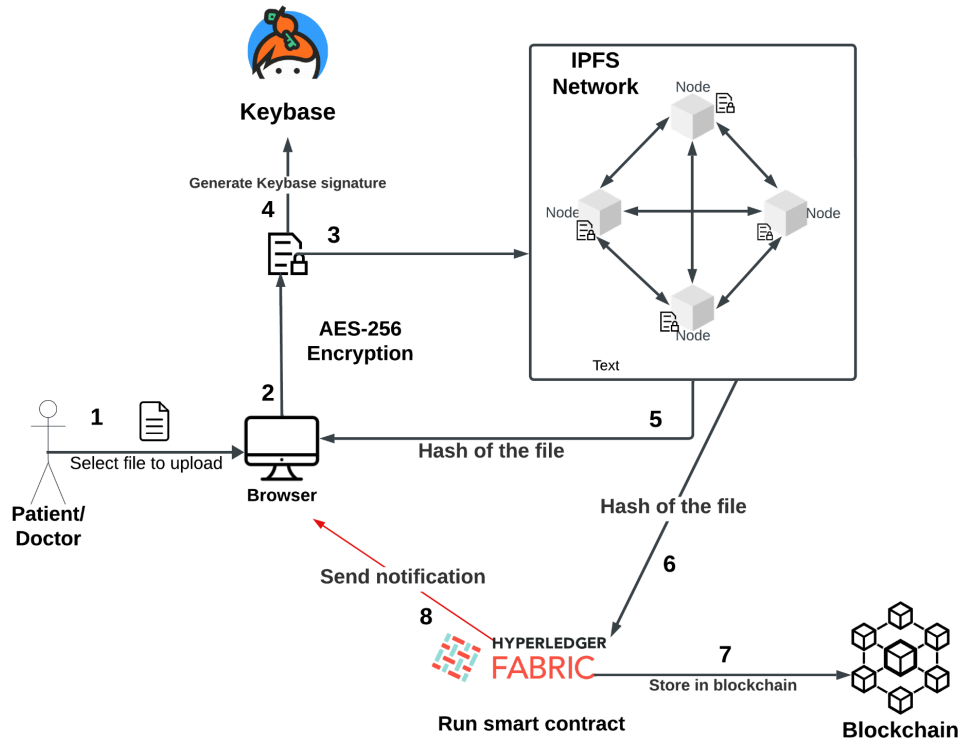 Keybase
Generate Keybase signature
4
3
IPFS
Network
Node
Node
Node
Node
Text
AES-256
Encryption
2
1
Select file to upload
Patient/
Doctor
Browser
5
Hash of the file
Hash of the file
6
Send notification
8
HYPERLEDGER
FABRIC
7
Store in blockchain
Run smart contract
Blockchain